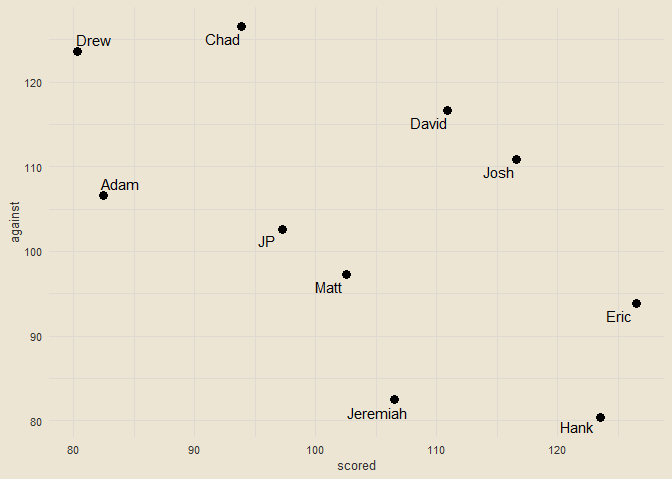 Drew
Chad
120
David
110
Josh
Adam
against
JP
100
Matt
90
Eric
Jeremiah
80
Hank
80 90 100 110 120
scored